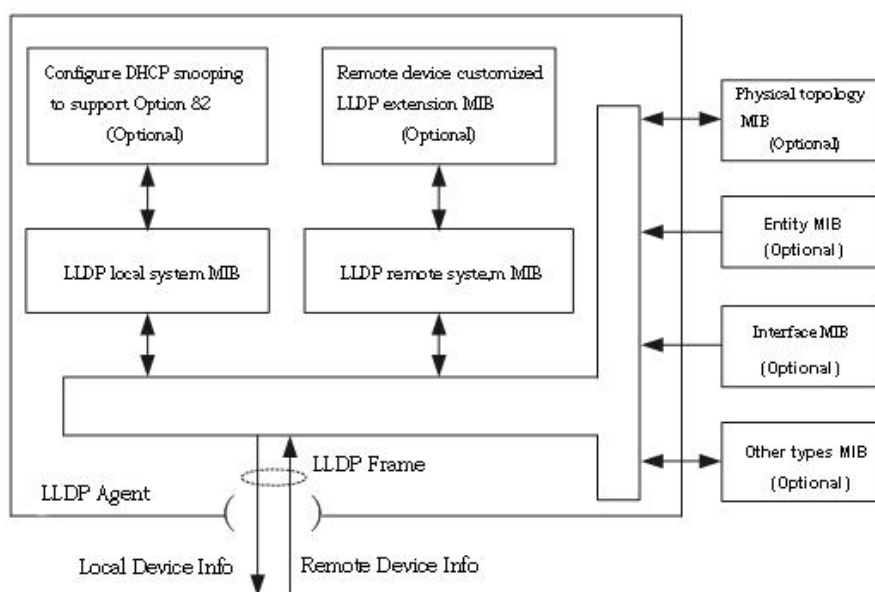 Configure DHCP snooping
to support Option 82
(Optional)
Remote device customized
LLDP extension MIB
(Optional)
Physical topology
MIB
(Optional)
Entity MIB
(Optional)
LLDP local system MIB
LLDP remote syste,m MIB
Interface MIB
(Optional)
Other types MIB
(Optional)
LLDP Frame
LLDP Agent
Local Device Info
Remote Device Info